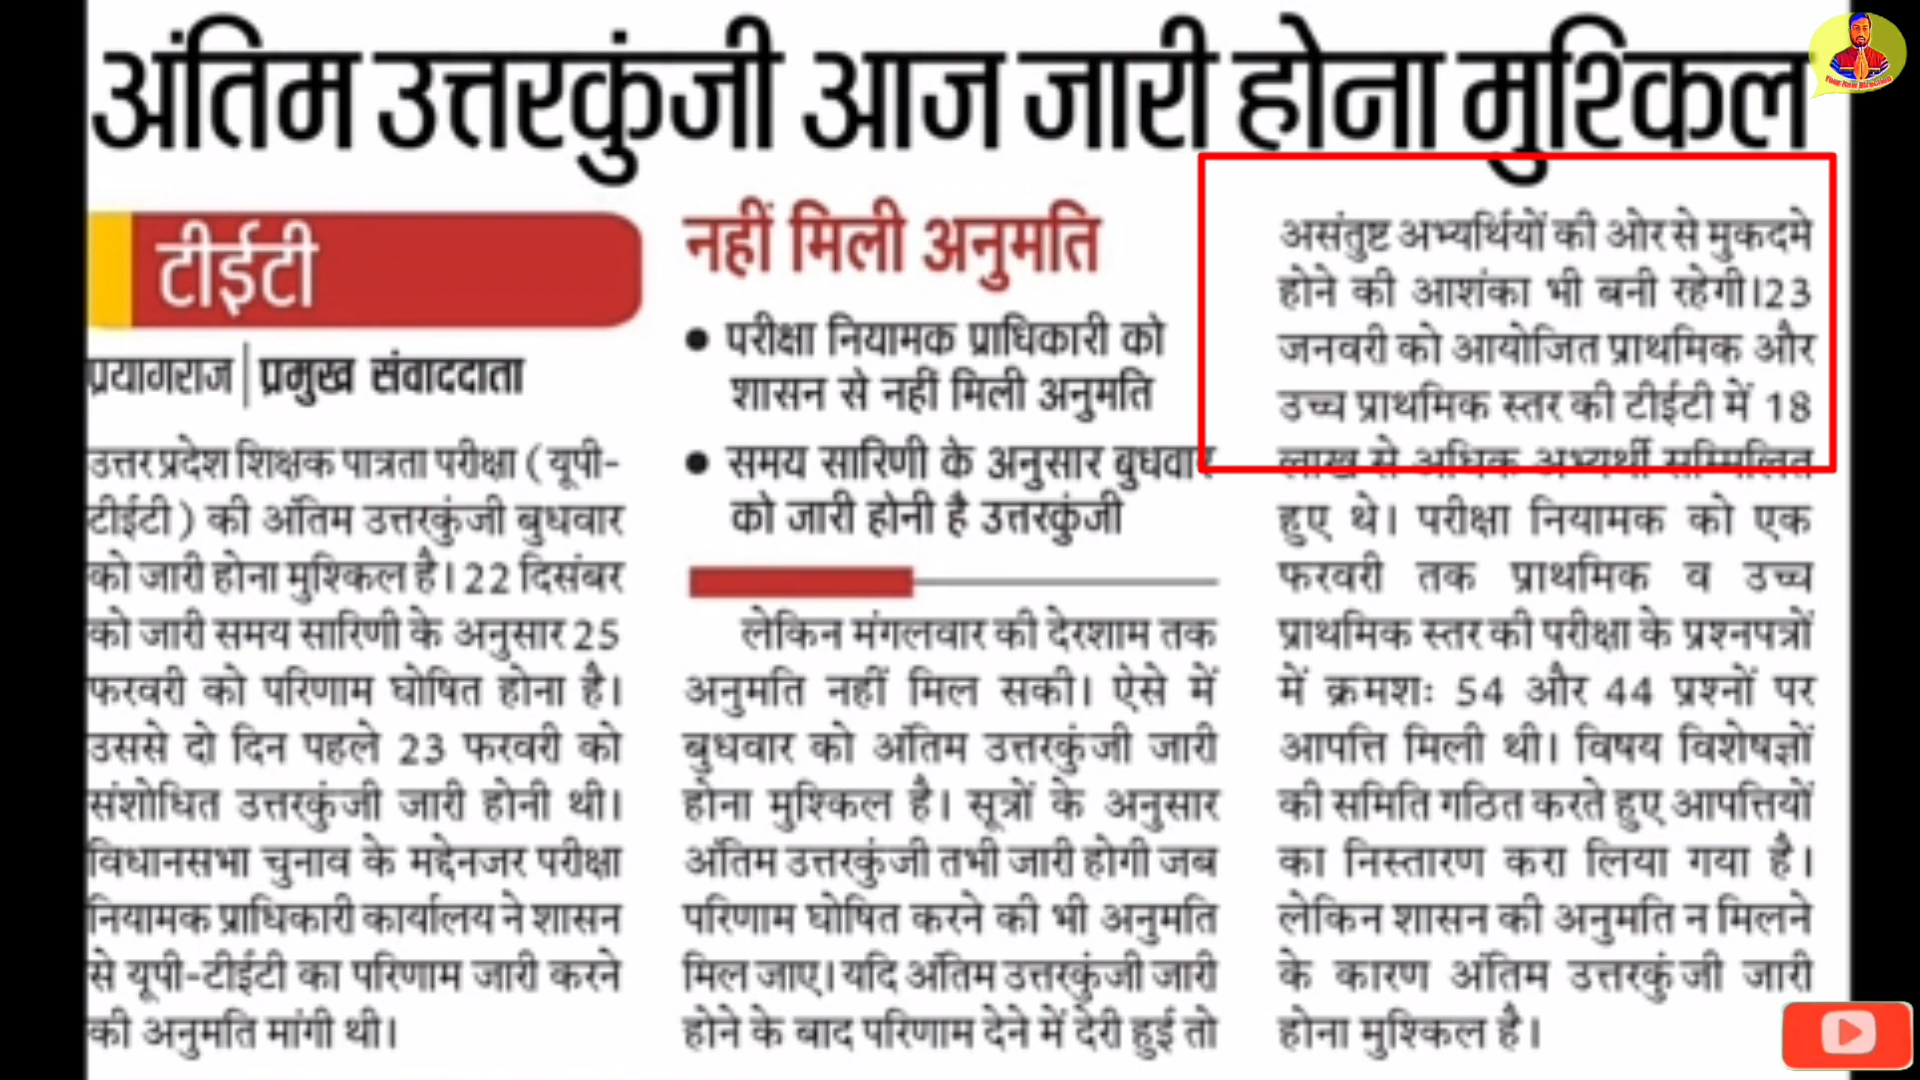 अंतिम उत्तरकुंजी आज जारी होना मुश्किल
टीईटी
प्रयागराज | प्रमुख संवाददाता
उत्तर प्रदेश शिक्षक पात्रता परीक्षा (यूपी-
टीईटी) की अंतिम उत्तरकुंजी बुधवार
को जारी होना मुश्किल है। 22 दिसंबर
को जारी समय सारिणी के अनुसार 25
फरवरी को परिणाम घोषित होना है।
उससे दो दिन पहले 23 फरवरी को
संशोधित उत्तरकुंजी जारी होनी थी।
विधानसभा चुनाव के मद्देनजर परीक्षा
नियामक प्राधिकारी कार्यालय ने शासन
से यूपी-टीईटी का परिणाम जारी करने
की अनुमति मांगी थी।
नहीं मिली अनुमति
● परीक्षा नियामक प्राधिकारी को
शासन से नहीं मिली अनुमति
● समय सारिणी के अनुसार बुधवार
को जारी होनी है उत्तरकुंजी
लेकिन मंगलवार की देरशाम तक
अनुमति नहीं मिल सकी। ऐसे में
बुधवार को अंतिम उत्तरकुंजी जारी
होना मुश्किल है। सूत्रों के अनुसार
अंतिम उत्तरकुंजी तभी जारी होगी जब
परिणाम घोषित करने की भी अनुमति
मिल जाए। यदि अंतिम उत्तरकुंजी जारी
होने के बाद परिणाम देने में देरी हुई तो
असंतुष्ट अभ्यर्थियों की ओर से मुकदमे
होने की आशंका भी बनी रहेगी।23
जनवरी को आयोजित प्राथमिक और
उच्च प्राथमिक स्तर की टीईटी में 18
लाख से अधिक अभ्यर्थी सम्मिलित
हुए थे। परीक्षा नियामक को एक
फरवरी तक प्राथमिक व उच्च
प्राथमिक स्तर की परीक्षा के प्रश्नपत्रों
में क्रमशः 54 और 44 प्रश्नों पर
आपत्ति मिली थी। विषय विशेषज्ञों
की समिति गठित करते हुए आपत्तियों
का निस्तारण करा लिया गया है।
लेकिन शासन की अनुमति न मिलने
के कारण अंतिम उत्तरकुंजी जारी
होना मुश्किल है।